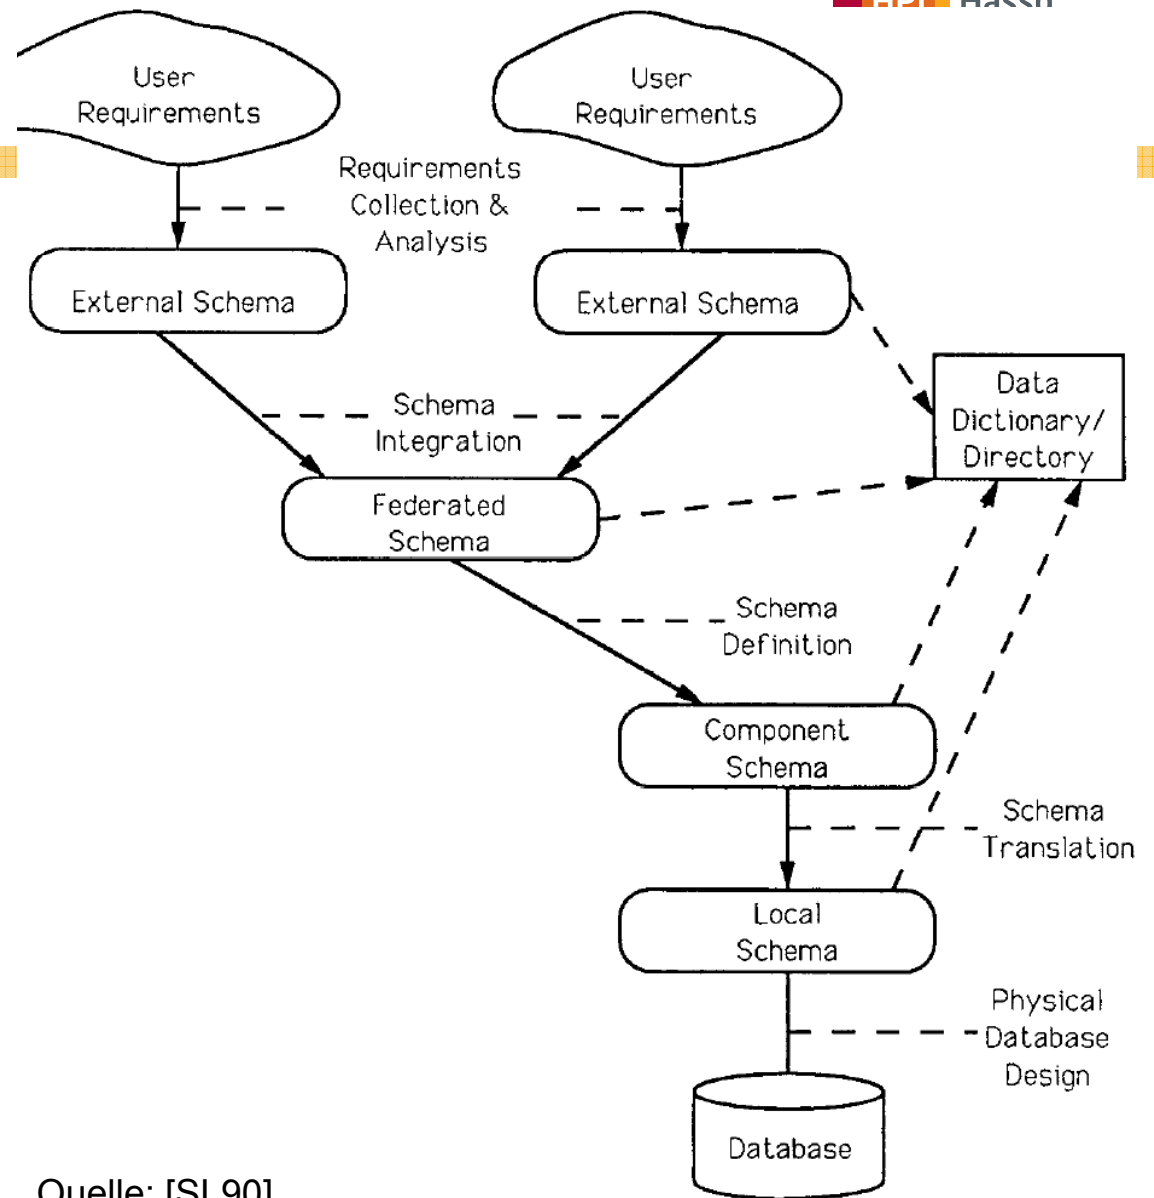 User
Requirements
User
Requirements
Requirements
Collection &
Analysis
External Schema
External Schema
Data
Dictionary/
Directory
Schema
Integration
Federated
Schema
Schema
Definition
Component
Schema
Schema
Translation
Local
Schema
Physical
Database
Design
Database
Quelle: [SL90]